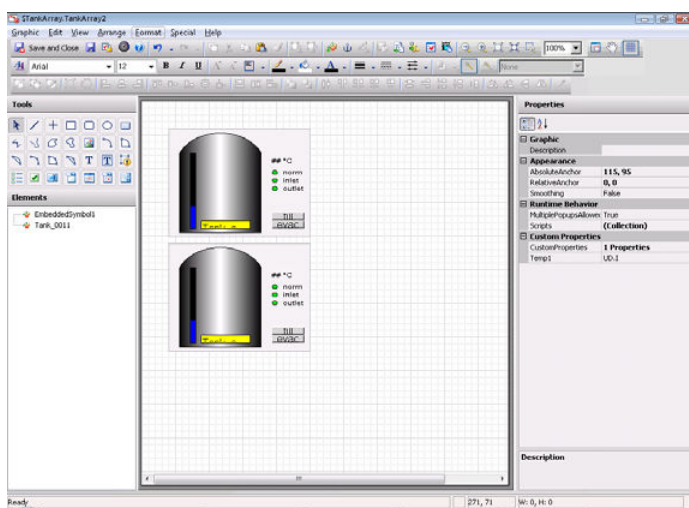 $TankArray.TankArray2
Graphic Edit View Arrange Format Special Help
Save and Close
100%
Arial
12
None
Tools
Elements
EmbeddedSymbol1
Tank_0011
## °C
norm
inlet
outlet
fill
evac
## °C
norm
inlet
outlet
fill
evac
Properties
Graphic
Description
Appearance
AbsoluteAnchor 115, 95
RelativeAnchor 0, 0
Smoothing False
Runtime Behavior
MultiplePopupsAllowed True
Scripts (Collection)
Custom Properties
CustomProperties 1 Properties
Temp1 UD.I
Description
Ready
271, 71
W: 0, H: 0